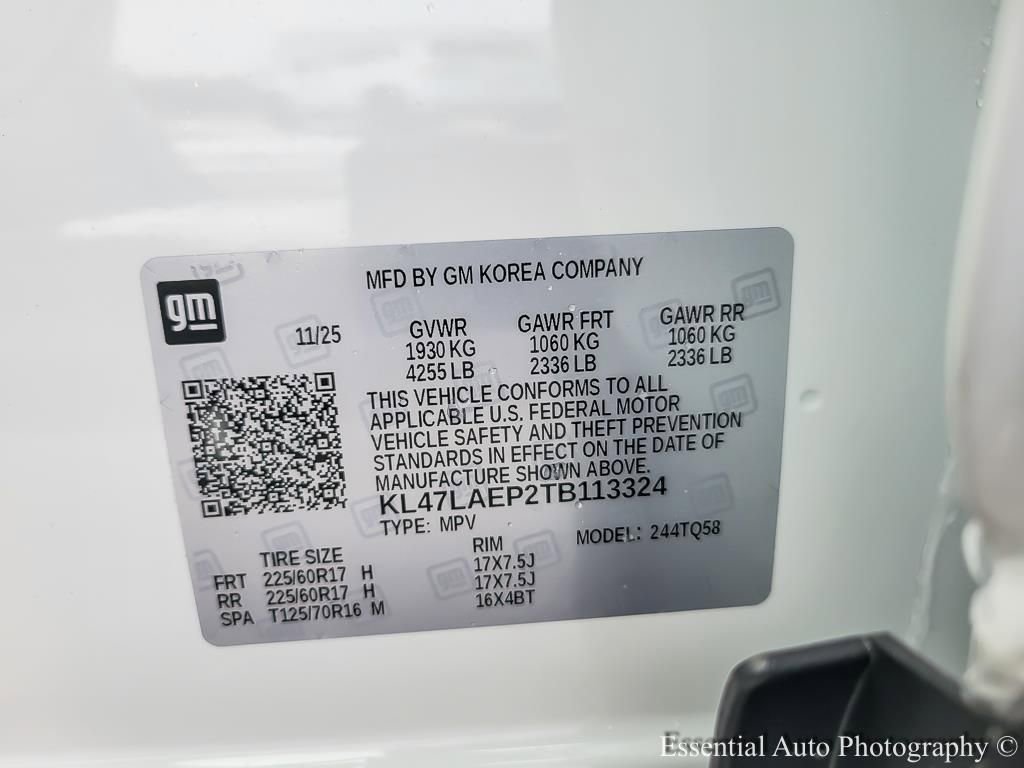 MFD BY GM KOREA COMPANY
gm
11/25
GVWR GAWR FRT GAWR RR
1930 KG 1060 KG 1060 KG
4255 LB 2336 LB 2336 LB
THIS VEHICLE CONFORMS TO ALL
APPLICABLE U.S. FEDERAL MOTOR
VEHICLE SAFETY AND THEFT PREVENTION
STANDARDS IN EFFECT ON THE DATE OF
MANUFACTURE SHOWN ABOVE.
KL47LAEP2TB113324
TYPE: MPV MODEL: 244TQ58
TIRE SIZE RIM
FRT 225/60R17 H 17X7.5J
RR 225/60R17 H 17X7.5J
SPA T125/70R16 M 16X4BT
Essential Auto Photography ©